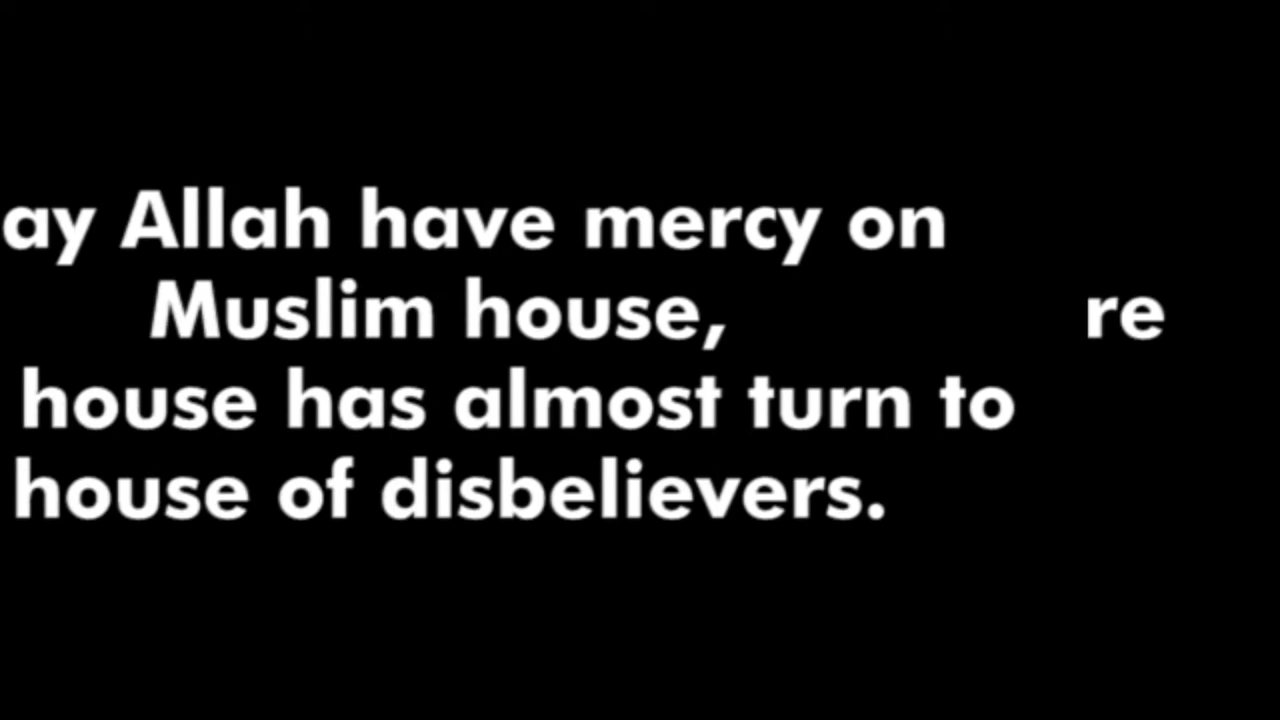 ay Allah have mercy on
Muslim house, re
house has almost turn to
house of disbelievers.